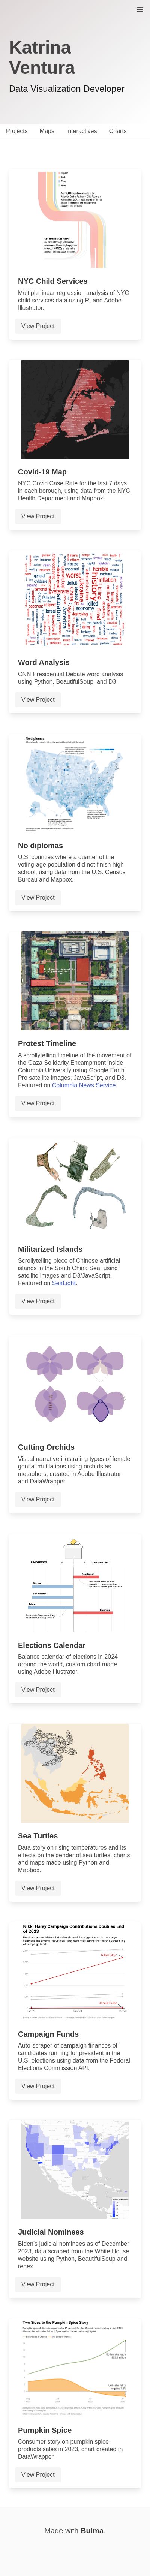 Katrina
Ventura
Data Visualization Developer
Projects Maps Interactives Charts
NYC Child Services
Multiple linear regression analysis of NYC
child services data using R, and Adobe
Illustrator.
View Project
Covid-19 Map
NYC Covid Case Rate for the last 7 days
in each borough, using data from the NYC
Health Department and Mapbox.
View Project
Word Analysis
CNN Presidential Debate word analysis
using Python, BeautifulSoup, and D3.
View Project
No diplomas
No diplomas
U.S. counties where a quarter of the
voting-age population did not finish high
school, using data from the U.S. Census
Bureau and Mapbox.
View Project
Protest Timeline
A scrollytelling timeline of the movement of
the Gaza Solidarity Encampment inside
Columbia University using Google Earth
Pro satellite images, JavaScript, and D3.
Featured on Columbia News Service.
View Project
Militarized Islands
Scrollytelling piece of Chinese artificial
islands in the South China Sea, using
satellite images and D3/JavaScript.
Featured on SeaLight.
View Project
Cutting Orchids
Visual narrative illustrating types of female
genital mutilations using orchids as
metaphors, created in Adobe Illustrator
and DataWrapper.
View Project
PROGRESSIVE CONSERVATIVE
Elections Calendar
Balance calendar of elections in 2024
around the world, custom chart made
using Adobe Illustrator.
View Project
Sea Turtles
Data story on rising temperatures and its
effects on the gender of sea turtles, charts
and maps made using Python and
Mapbox.
View Project
Nikki Haley Campaign Contributions Doubles End
of 2023
Campaign Funds
Auto-scraper of campaign finances of
candidates running for president in the
U.S. elections using data from the Federal
Elections Commission API.
View Project
Judicial Nominees
Biden's judicial nominees as of December
2023, data scraped from the White House
website using Python, BeautifulSoup and
regex.
View Project
Two Sides to the Pumpkin Spice Story
Pumpkin Spice
Consumer story on pumpkin spice
products sales in 2023, chart created in
DataWrapper.
View Project
Made with Bulma.